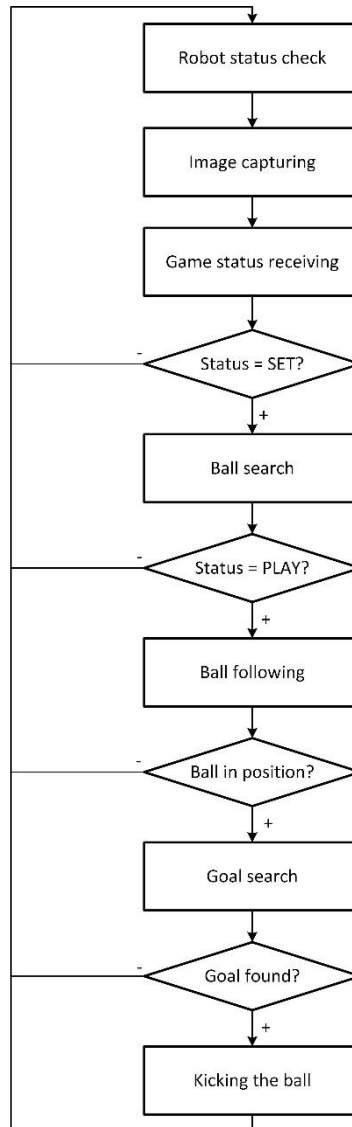 Robot status check
Image capturing
Game status receiving
-
Status = SET?
+
Ball search
-
Status = PLAY?
+
Ball following
-
Ball in position?
+
Goal search
-
Goal found?
+
Kicking the ball